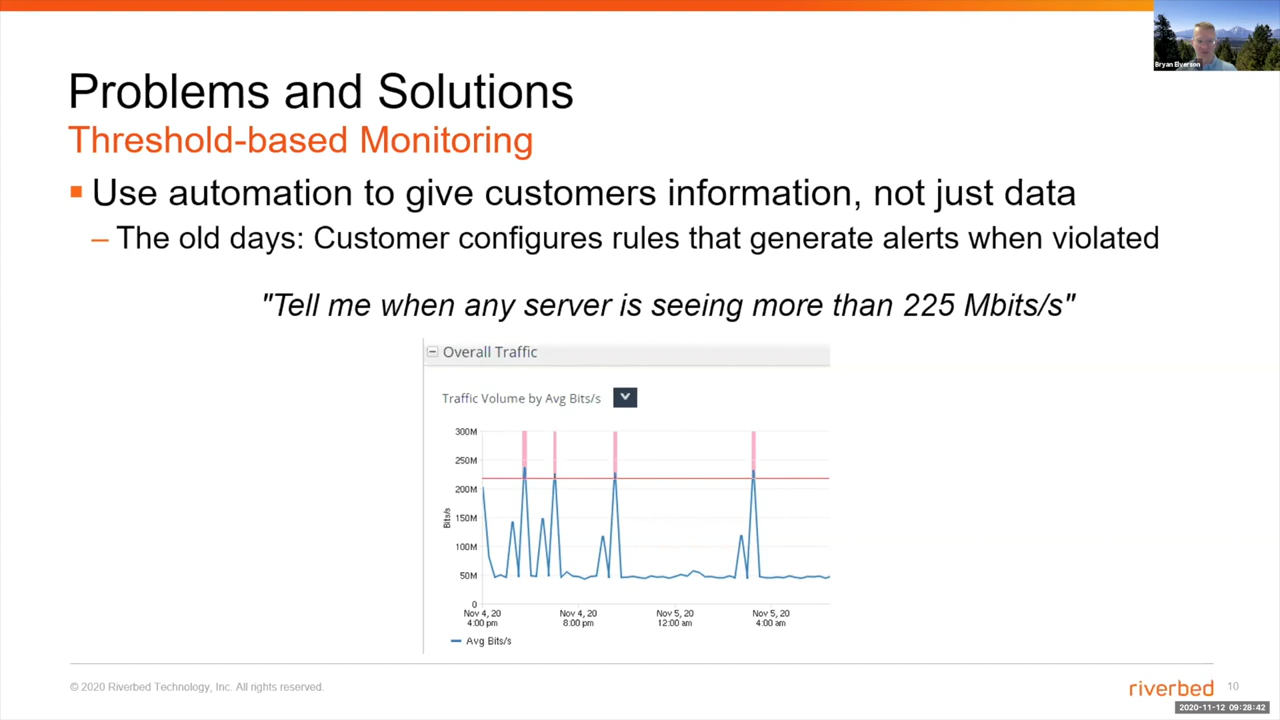 Bryan Elverson
Problems and Solutions
Threshold-based Monitoring
Use automation to give customers information, not just data
– The old days: Customer configures rules that generate alerts when violated
"Tell me when any server is seeing more than 225 Mbits/s"
Overall Traffic
Traffic Volume by Avg Bits/s
300M
250M
200M
150M
100M
50M
0
Bits/s
Nov 4, 20 Nov 4, 20 Nov 5, 20 Nov 5, 20
4:00 pm 8:00 pm 12:00 am 4:00 am
Avg Bits/s
© 2020 Riverbed Technology, Inc. All rights reserved.
riverbed 10
2020-11-12 09:28:42